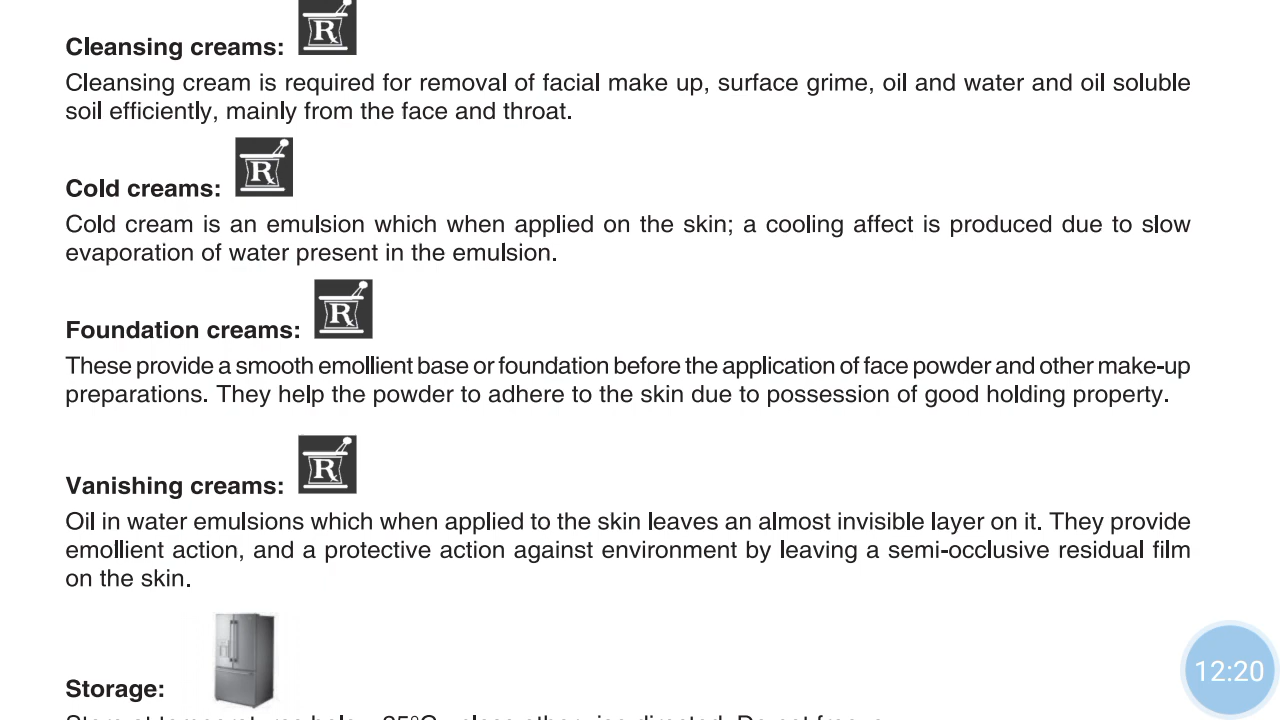 Cleansing creams:
Cleansing cream is required for removal of facial make up, surface grime, oil and water and oil soluble
soil efficiently, mainly from the face and throat.
Cold creams:
Cold cream is an emulsion which when applied on the skin; a cooling affect is produced due to slow
evaporation of water present in the emulsion.
Foundation creams:
These provide a smooth emollient base or foundation before the application of face powder and other make-up
preparations. They help the powder to adhere to the skin due to possession of good holding property.
Vanishing creams:
Oil in water emulsions which when applied to the skin leaves an almost invisible layer on it. They provide
emollient action, and a protective action against environment by leaving a semi-occlusive residual film
on the skin.
12:20
Storage: